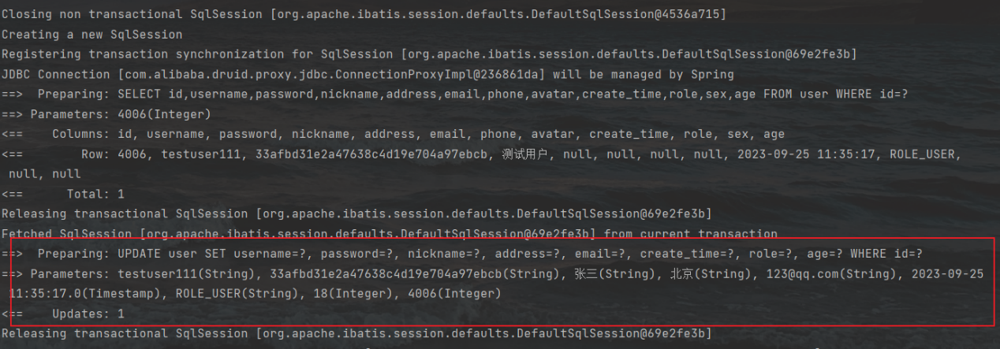 Closing non transactional SqlSession [org.apache.ibatis.session.defaults.DefaultSqlSession@4536a715]
Creating a new SqlSession
Registering transaction synchronization for SqlSession [org.apache.ibatis.session.defaults.DefaultSqlSession@69e2fe3b]
JDBC Connection [com.alibaba.druid.proxy.jdbc.ConnectionProxyImpl@236861da] will be managed by Spring
==>  Preparing: SELECT id,username,password,nickname,address,email,phone,avatar,create_time,role,sex,age FROM user WHERE id=?
==> Parameters: 4006(Integer)
<==    Columns: id, username, password, nickname, address, email, phone, avatar, create_time, role, sex, age
<==        Row: 4006, testuser111, 33afbd31e2a47638c4d19e704a97ebcb, 测试用户, null, null, null, null, 2023-09-25 11:35:17, ROLE_USER,
null, null
<==      Total: 1
Releasing transactional SqlSession [org.apache.ibatis.session.defaults.DefaultSqlSession@69e2fe3b]
Fetched SqlSession [org.apache.ibatis.session.defaults.DefaultSqlSession@69e2fe3b] from current transaction
==>  Preparing: UPDATE user SET username=?, password=?, nickname=?, address=?, email=?, create_time=?, role=?, age=? WHERE id=?
==> Parameters: testuser111(String), 33afbd31e2a47638c4d19e704a97ebcb(String), 张三(String), 北京(String), 123@qq.com(String), 2023-09-25
11:35:17.0(Timestamp), ROLE_USER(String), 18(Integer), 4006(Integer)
<==    Updates: 1
Releasing transactional SqlSession [org.apache.ibatis.session.defaults.DefaultSqlSession@69e2fe3b]